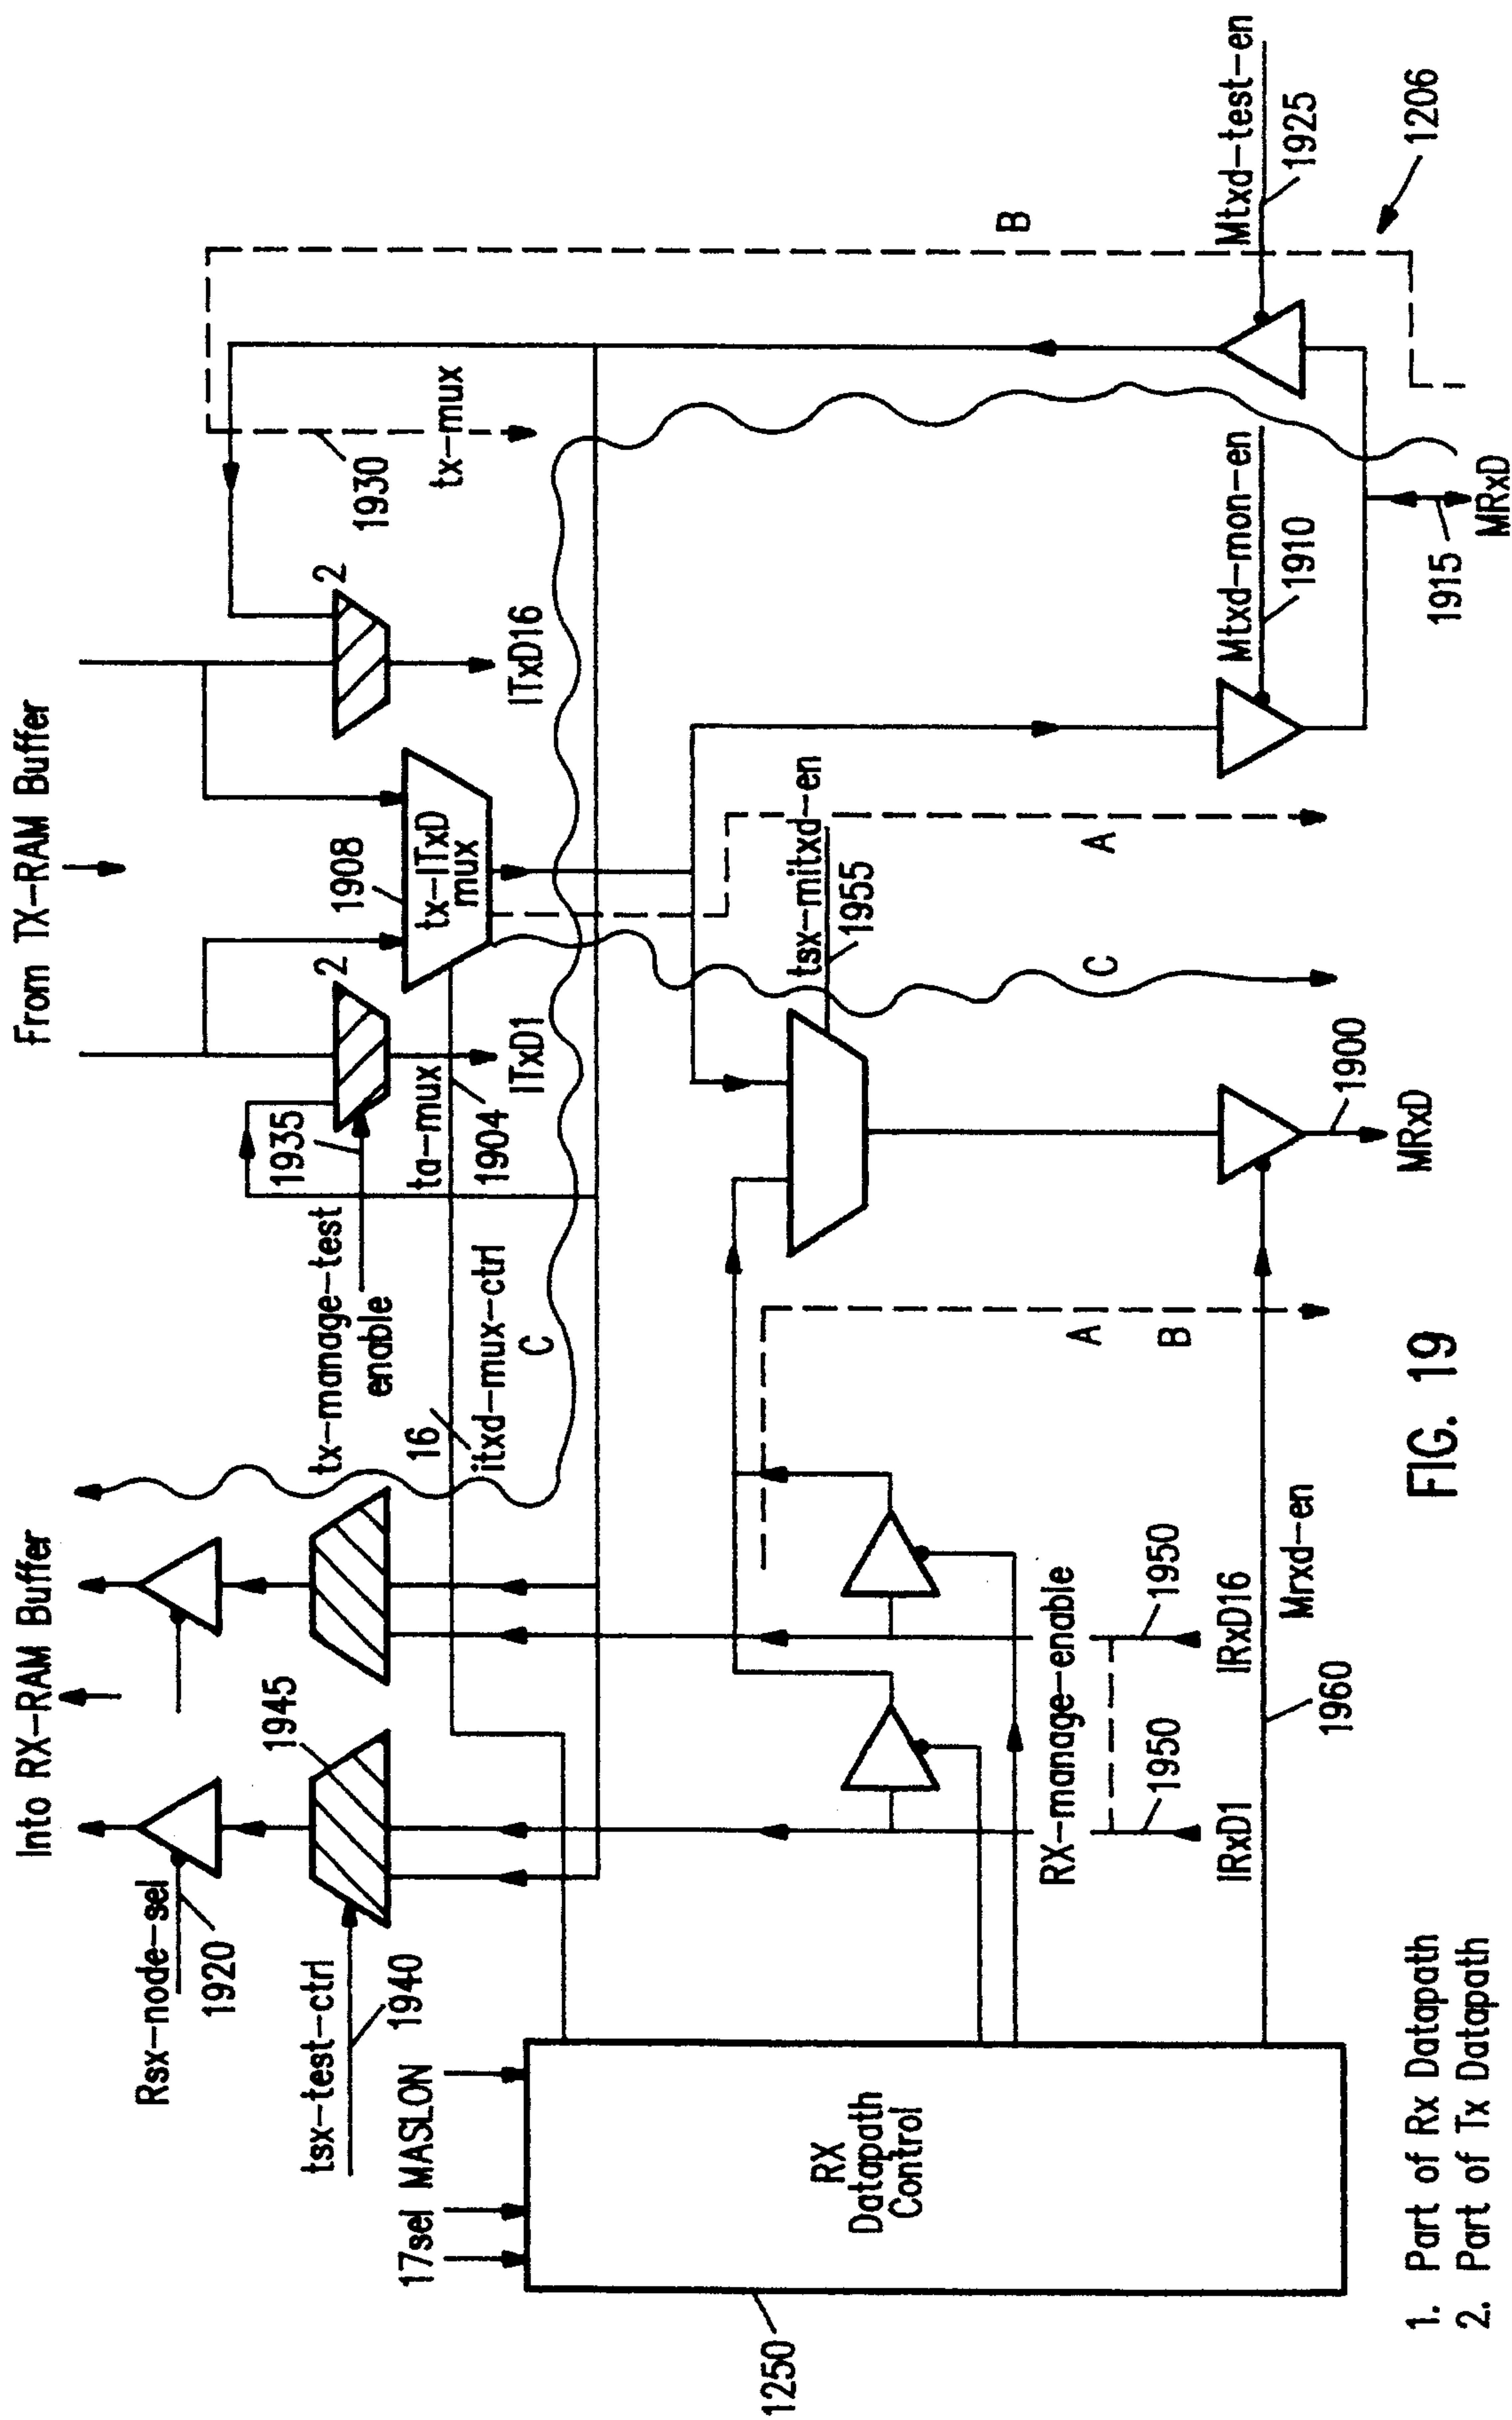 Into RX-RAM Buffer
From TX-RAM Buffer
Rsx-node-sel
1920
1945
tsx-test-ctrl
1940
tx-manage-test
enable
1935
2
1908
tx-ITxD
mux
2
1930
tx-mux
17sel MASLON
16
itxd-mux-ctrl
ta-mux
1904
ITxD1
ITxD16
C
RX
Datapath
Control
1250
tsx-mitxd-en
1955
C
A
B
RX-manage-enable
1950
1950
A
B
IRxD1
IRxD16
Mrxd-en
1960
1900
MRxD
Mtxd-mon-en
1910
Mtxd-test-en
1925
1915
MRxD
1206
1. Part of Rx Datapath
2. Part of Tx Datapath
FIG. 19